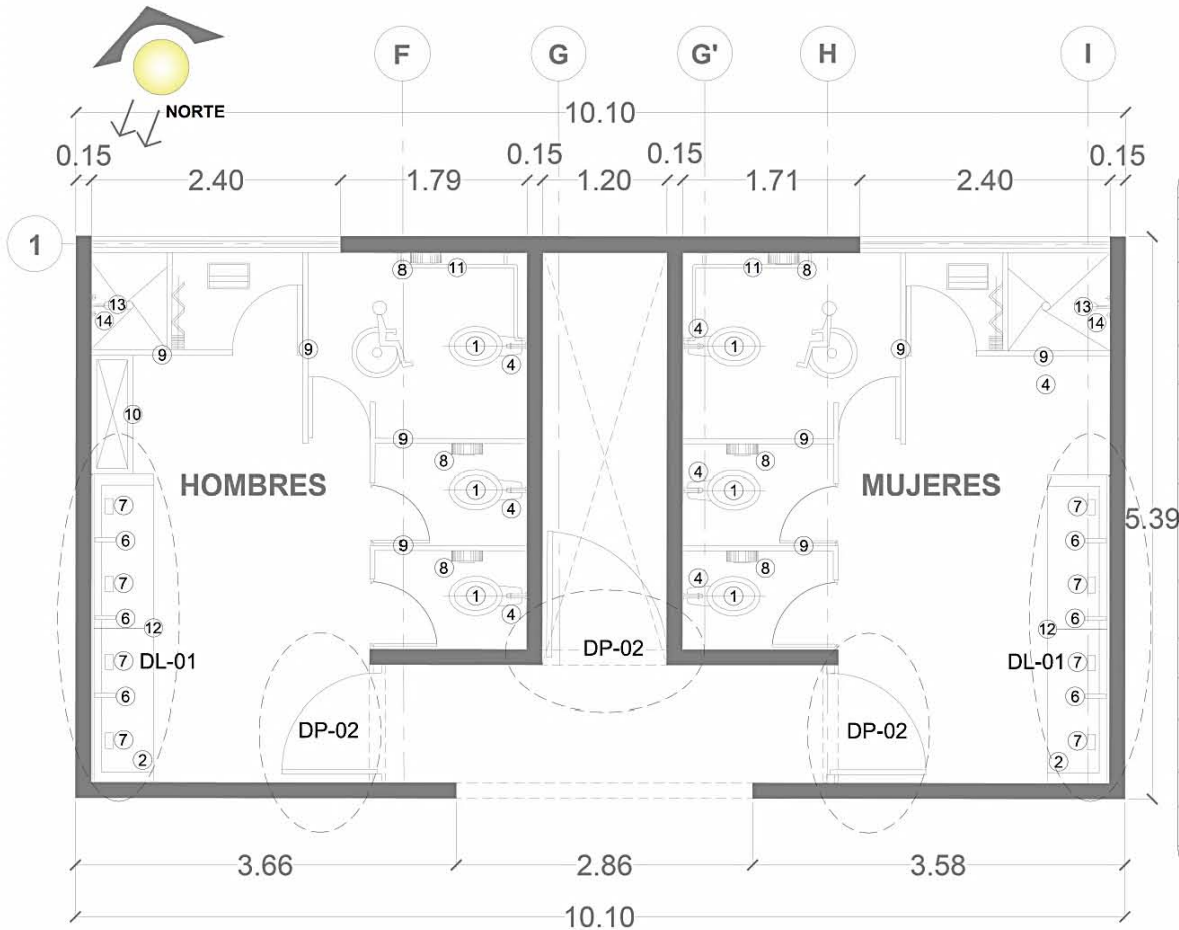 F G G' H I
NORTE
10.10
0.15 0.15 0.15 0.15
2.40 1.79 1.20 1.71 2.40
1
8 11 11 8
13 13
14 14
4
1 1
9 9 9 9
4
4
10
9 9
8 8
HOMBRES MUJERES
4
1 1
7 4 7
5.39
6 9 9 6
8 8
7 4 7
1 1
6 4 6
12 12
DP-02
DL-01 7 7 DL-01
6 6
DP-02 DP-02
7 7
2 2
3.66 2.86 3.58
10.10